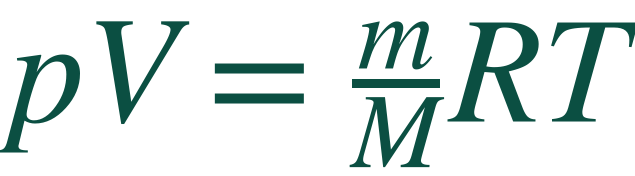 pV = m/M RT